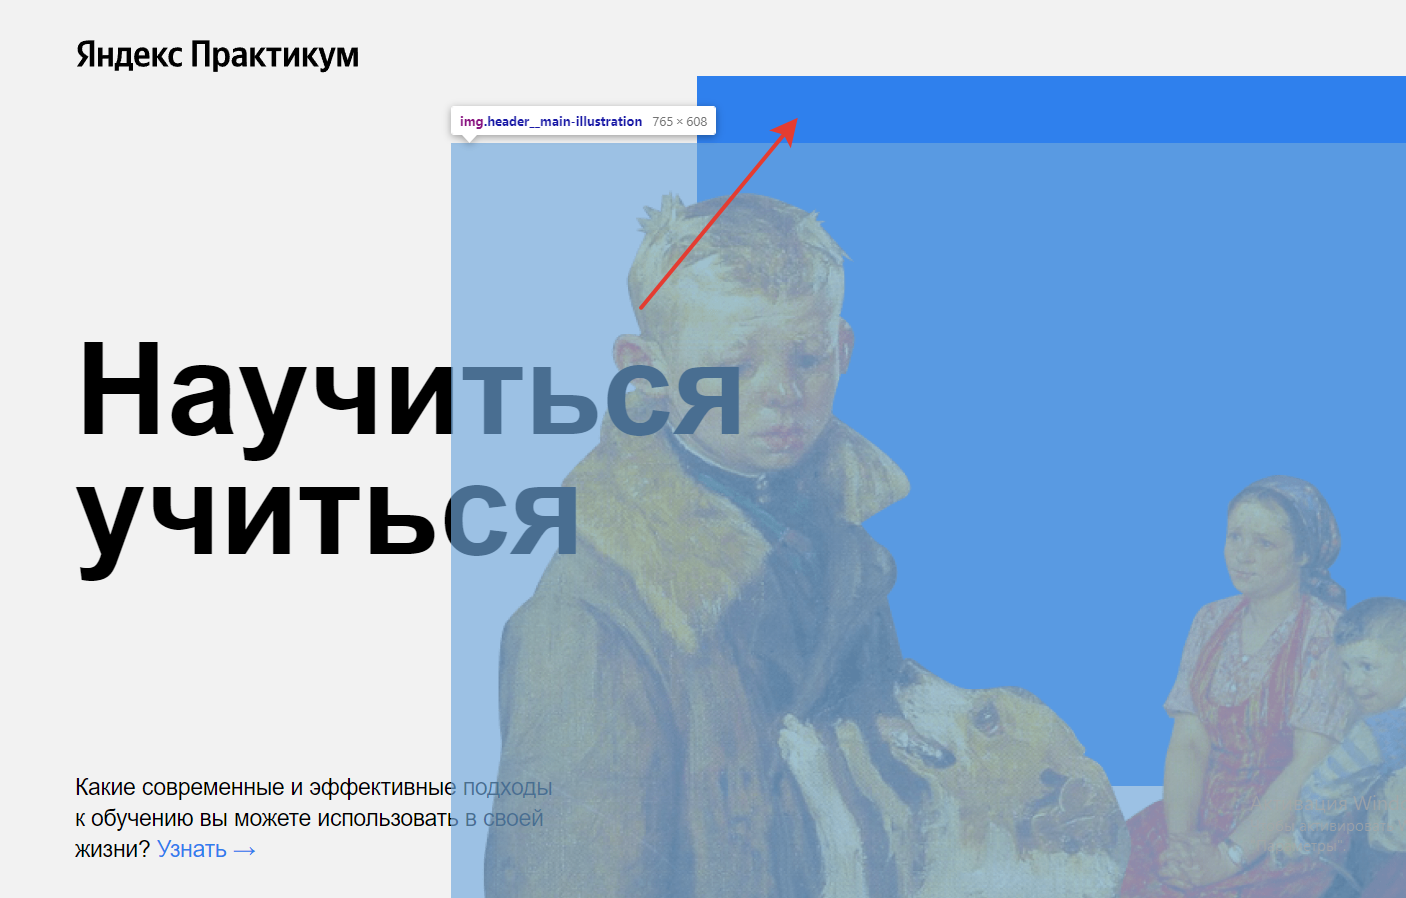 Яндекс Практикум
img.header__main-illustration 765 × 608
Научиться
учиться
Какие современные и эффективные подходы
к обучению вы можете использовать в своей
жизни? Узнать →